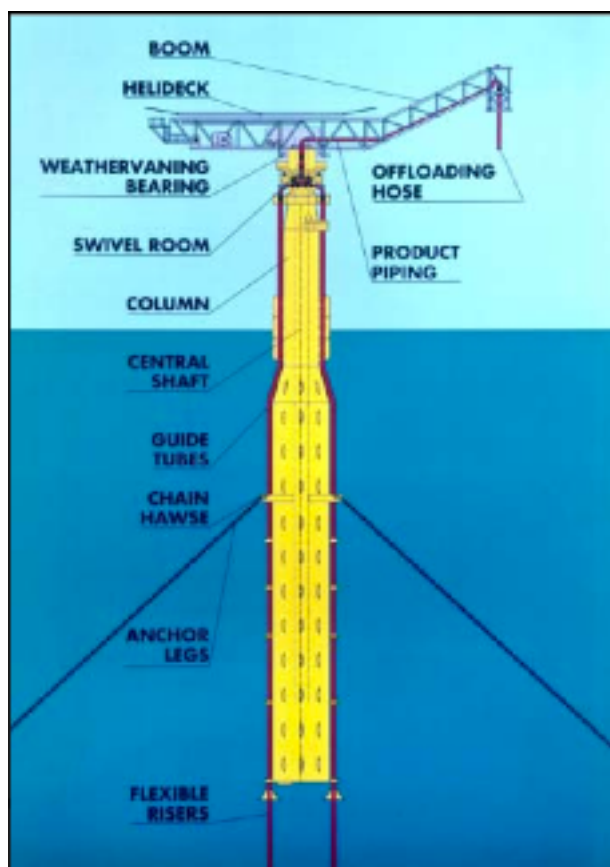 BOOM
HELIDECK
WEATHERVANING
BEARING
OFFLOADING
HOSE
SWIVEL ROOM
PRODUCT
PIPING
COLUMN
CENTRAL
SHAFT
GUIDE
TUBES
CHAIN
HAWSE
ANCHOR
LEGS
FLEXIBLE
RISERS